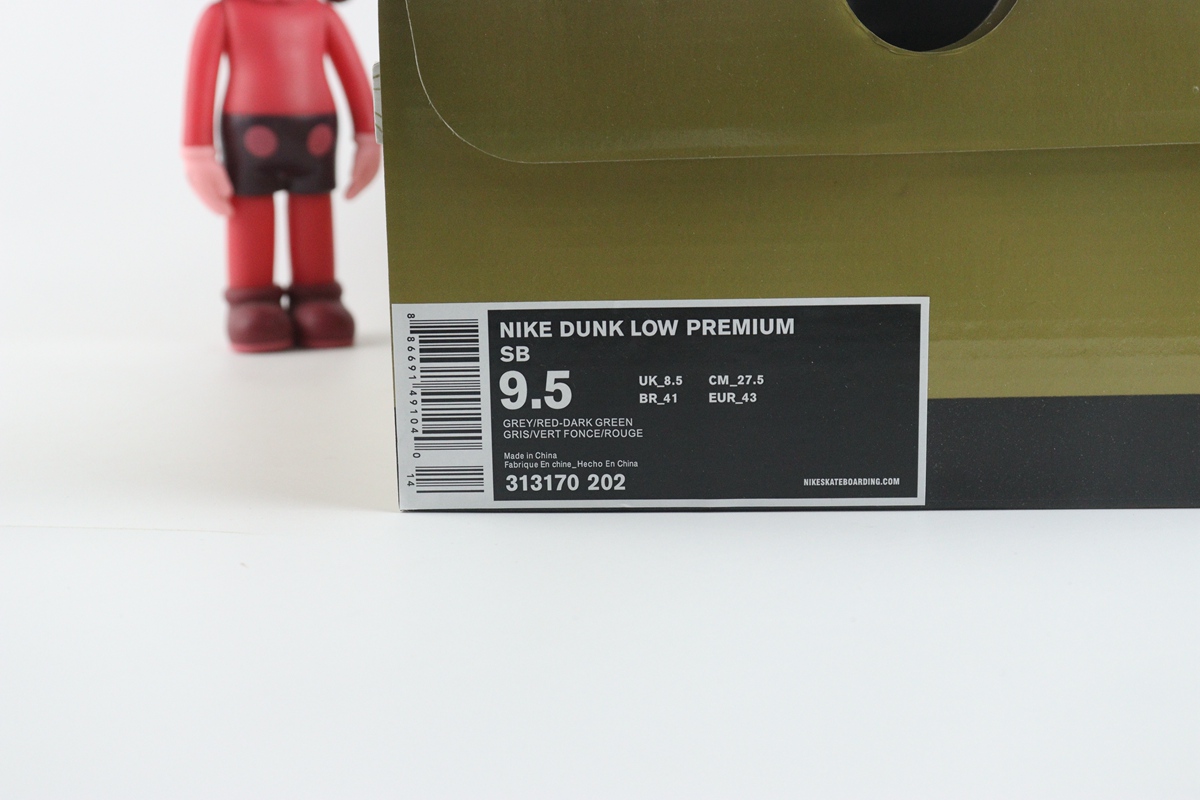 NIKE DUNK LOW PREMIUM
SB
9.5
UK_8.5 CM_27.5
BR_41 EUR_43
GREY/RED-DARK GREEN
GRIS/VERT FONCE/ROUGE
Made in China
Fabrique En chine_Hecho En China
313170 202
NIKESKATEBOARDING.COM
8 86691 49104 0 14